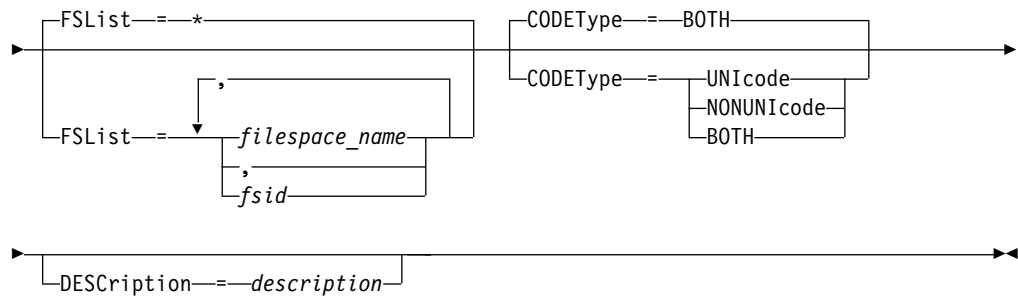 FSList = * CODEType = BOTH
, CODEType = UNIcode
NONUNIcode
FSList = filespace_name BOTH
,
fsid
DESCription = description